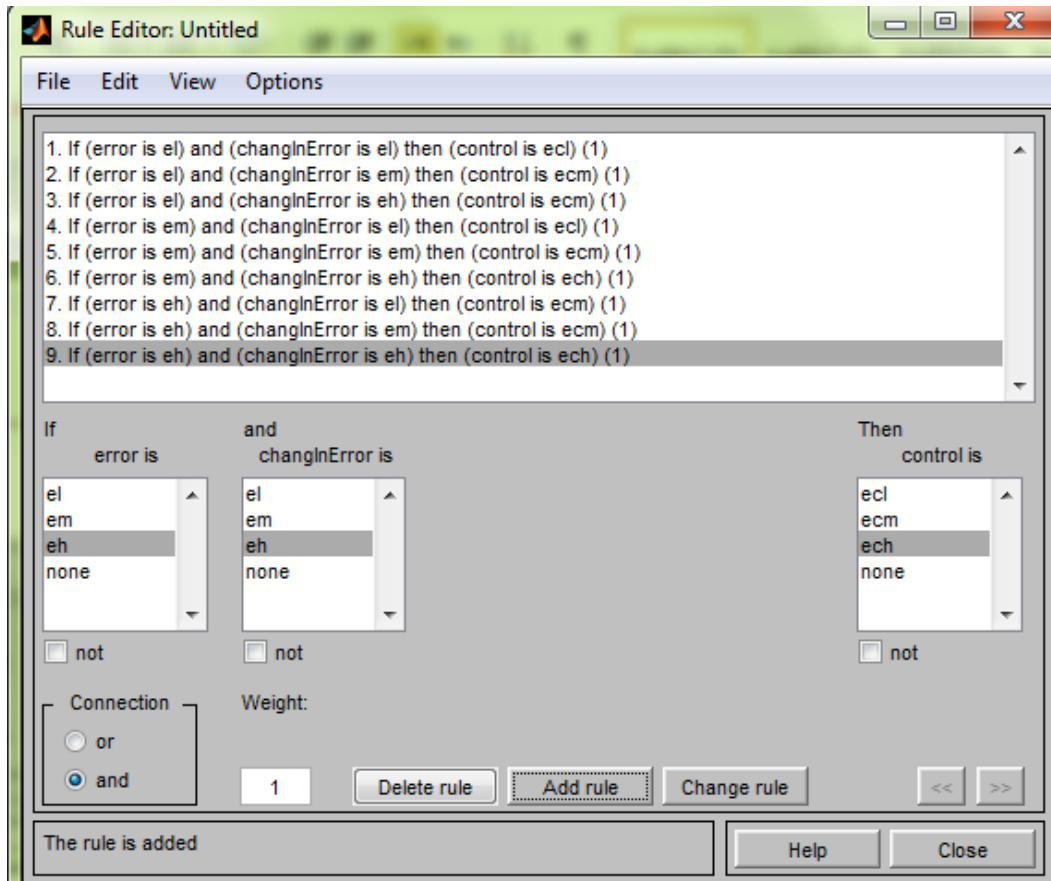 Rule Editor: Untitled
File Edit View Options
1. If (error is el) and (changInError is el) then (control is ecl) (1)
2. If (error is el) and (changInError is em) then (control is ecm) (1)
3. If (error is el) and (changInError is eh) then (control is ecm) (1)
4. If (error is em) and (changInError is el) then (control is ecl) (1)
5. If (error is em) and (changInError is em) then (control is ecm) (1)
6. If (error is em) and (changInError is eh) then (control is ech) (1)
7. If (error is eh) and (changInError is el) then (control is ecm) (1)
8. If (error is eh) and (changInError is em) then (control is ecm) (1)
9. If (error is eh) and (changInError is eh) then (control is ech) (1)
If and Then
error is changInError is control is
el el ecl
em em ecm
eh eh ech
none none none
not not not
Connection Weight:
or
and 1 Delete rule Add rule Change rule << >>
The rule is added Help Close